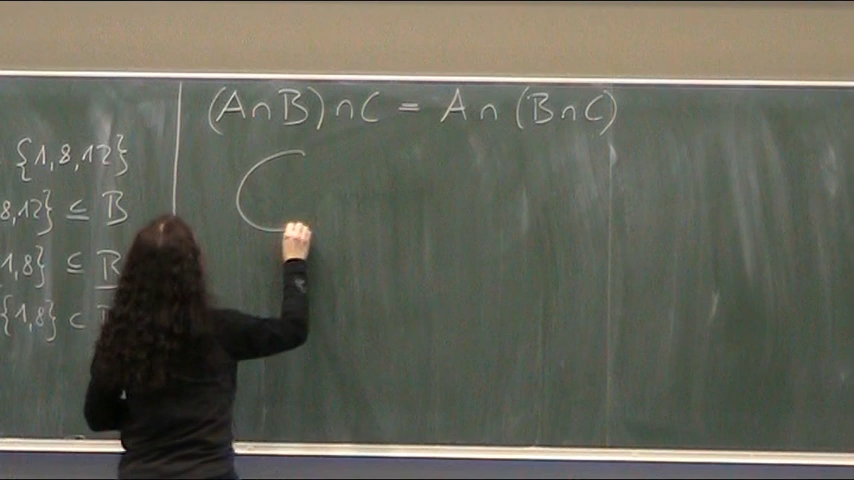 (A∩B)∩C = A∩(B∩C)
{1,8,12}
8,12} ⊆ B
1,8} ⊆ B
{1,8} ⊂